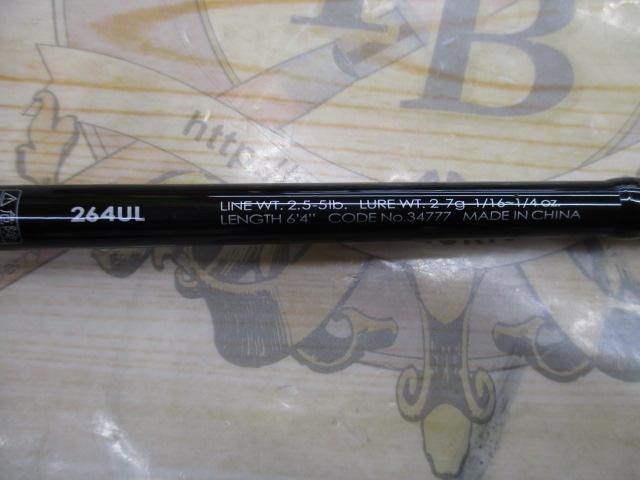 B
http:/
264UL
LINE WT. 2.5-5lb. LURE WT. 2-7g 1/16~1/4oz.
LENGTH 6'4" CODE No.34777 MADE IN CHINA